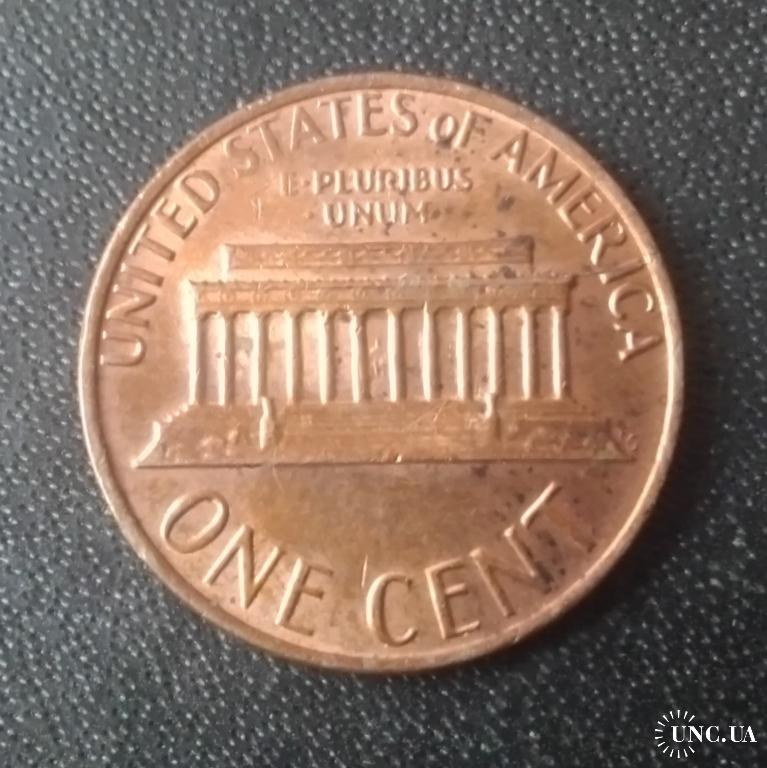 UNITED STATES OF AMERICA
E·PLURIBUS
·UNUM·
ONE CENT
UNC.UA